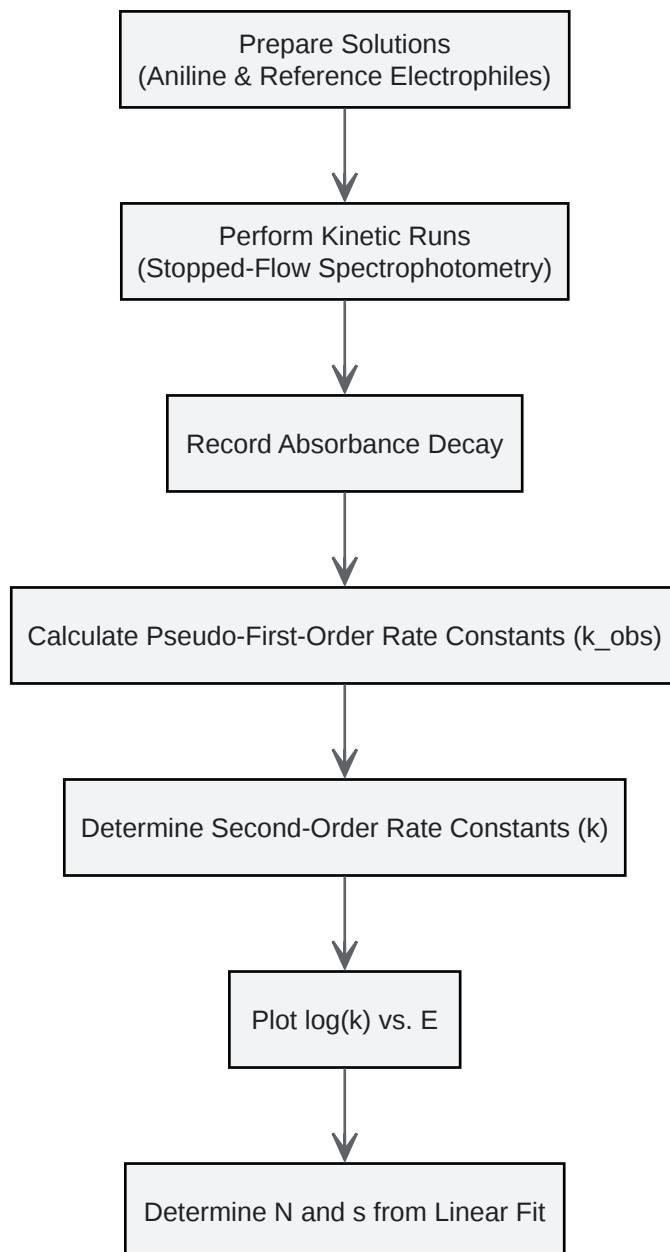 Prepare Solutions
(Aniline & Reference Electrophiles)
Perform Kinetic Runs
(Stopped-Flow Spectrophotometry)
Record Absorbance Decay
Calculate Pseudo-First-Order Rate Constants (k_obs)
Determine Second-Order Rate Constants (k)
Plot log(k) vs. E
Determine N and s from Linear Fit